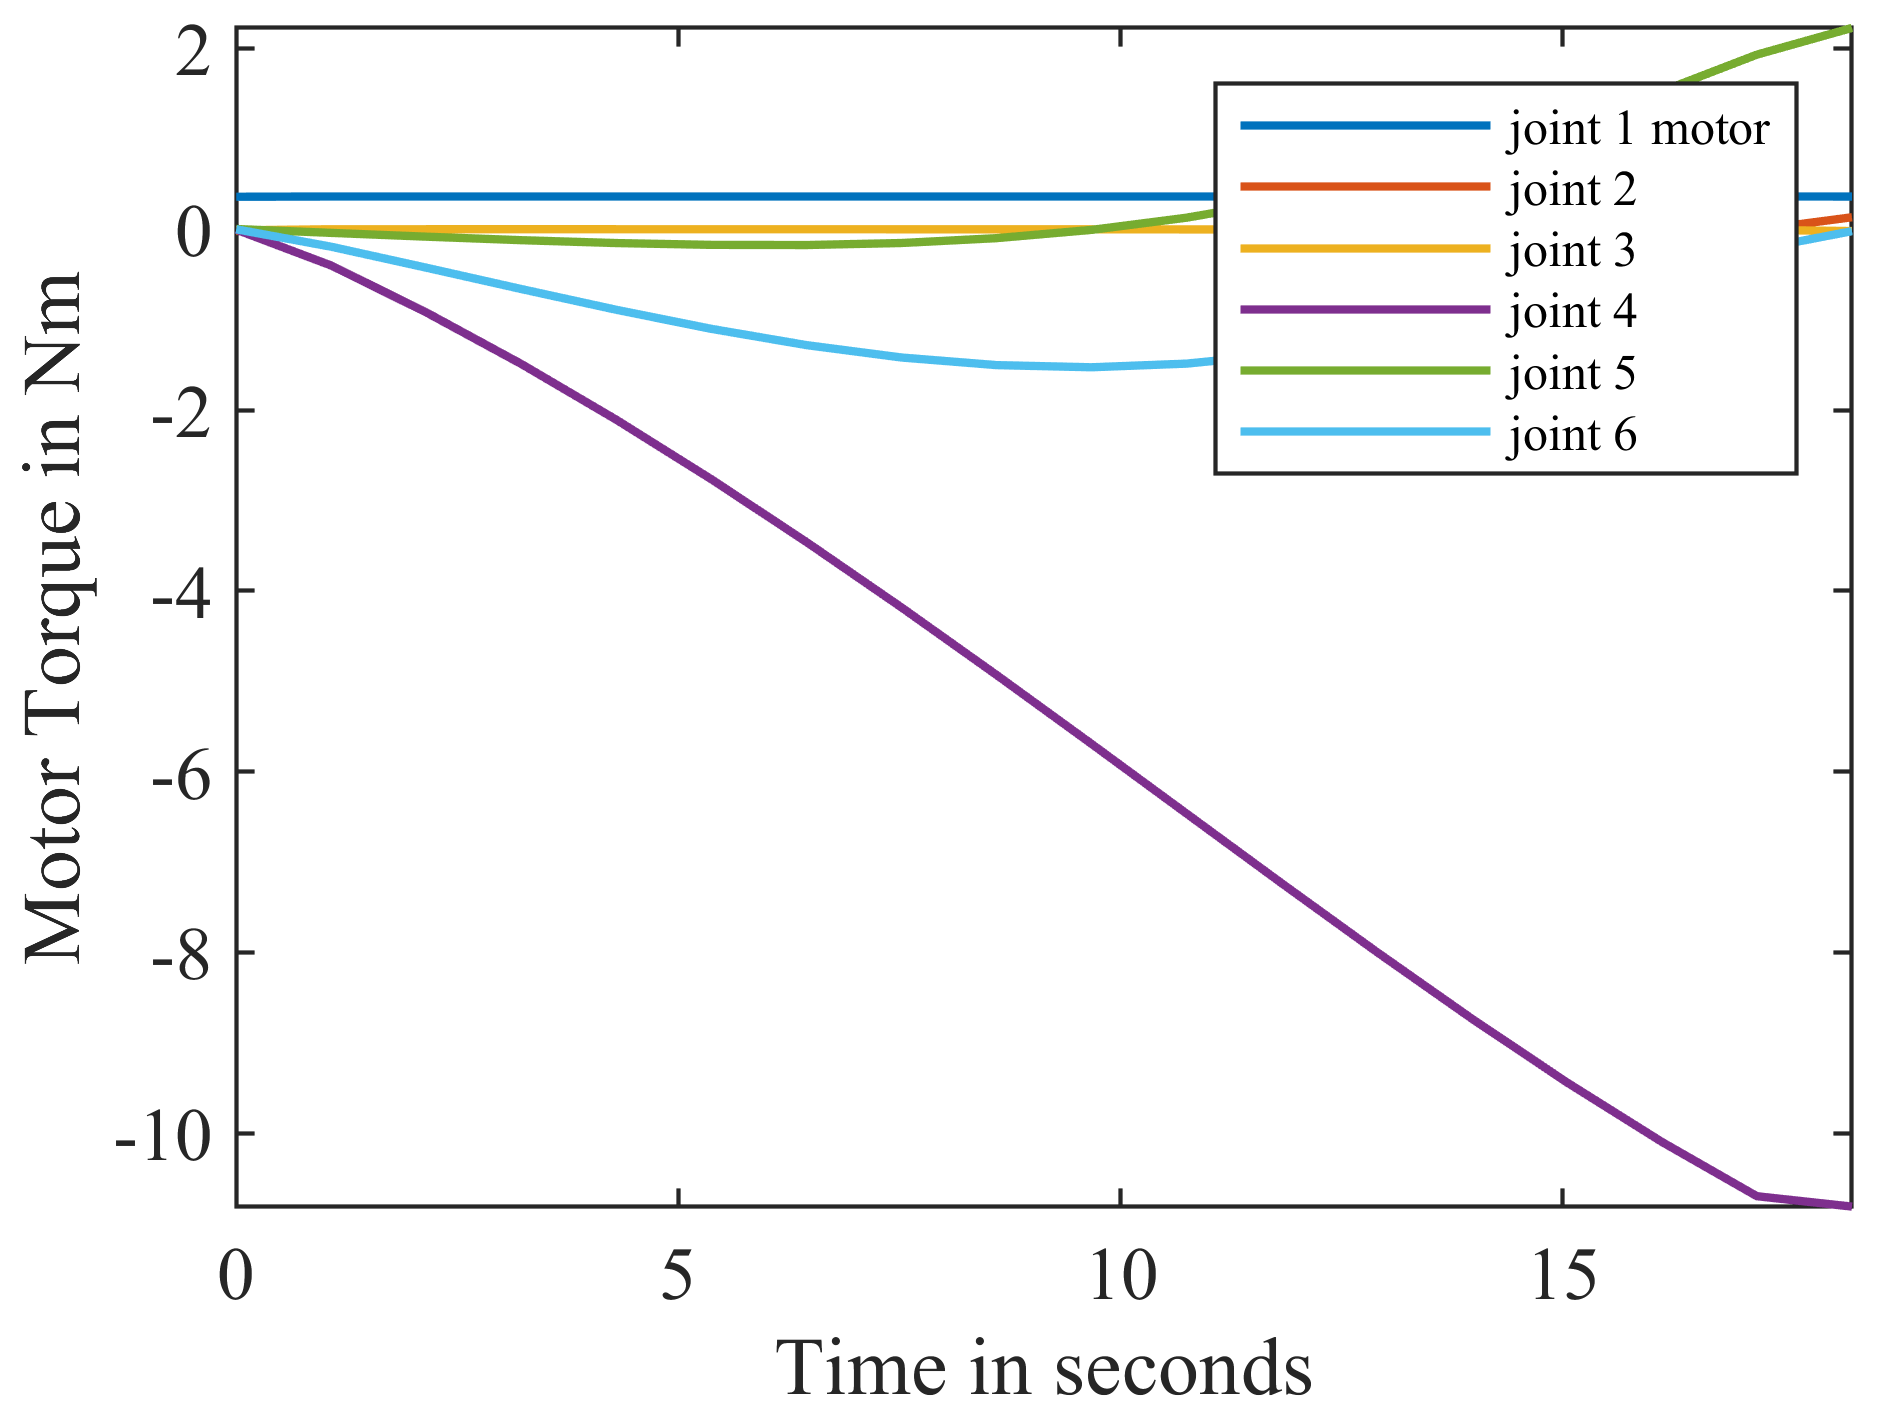 2
0
-2
-4
-6
-8
-10
Motor Torque in Nm
joint 1 motor
joint 2
joint 3
joint 4
joint 5
joint 6
0 5 10 15
Time in seconds